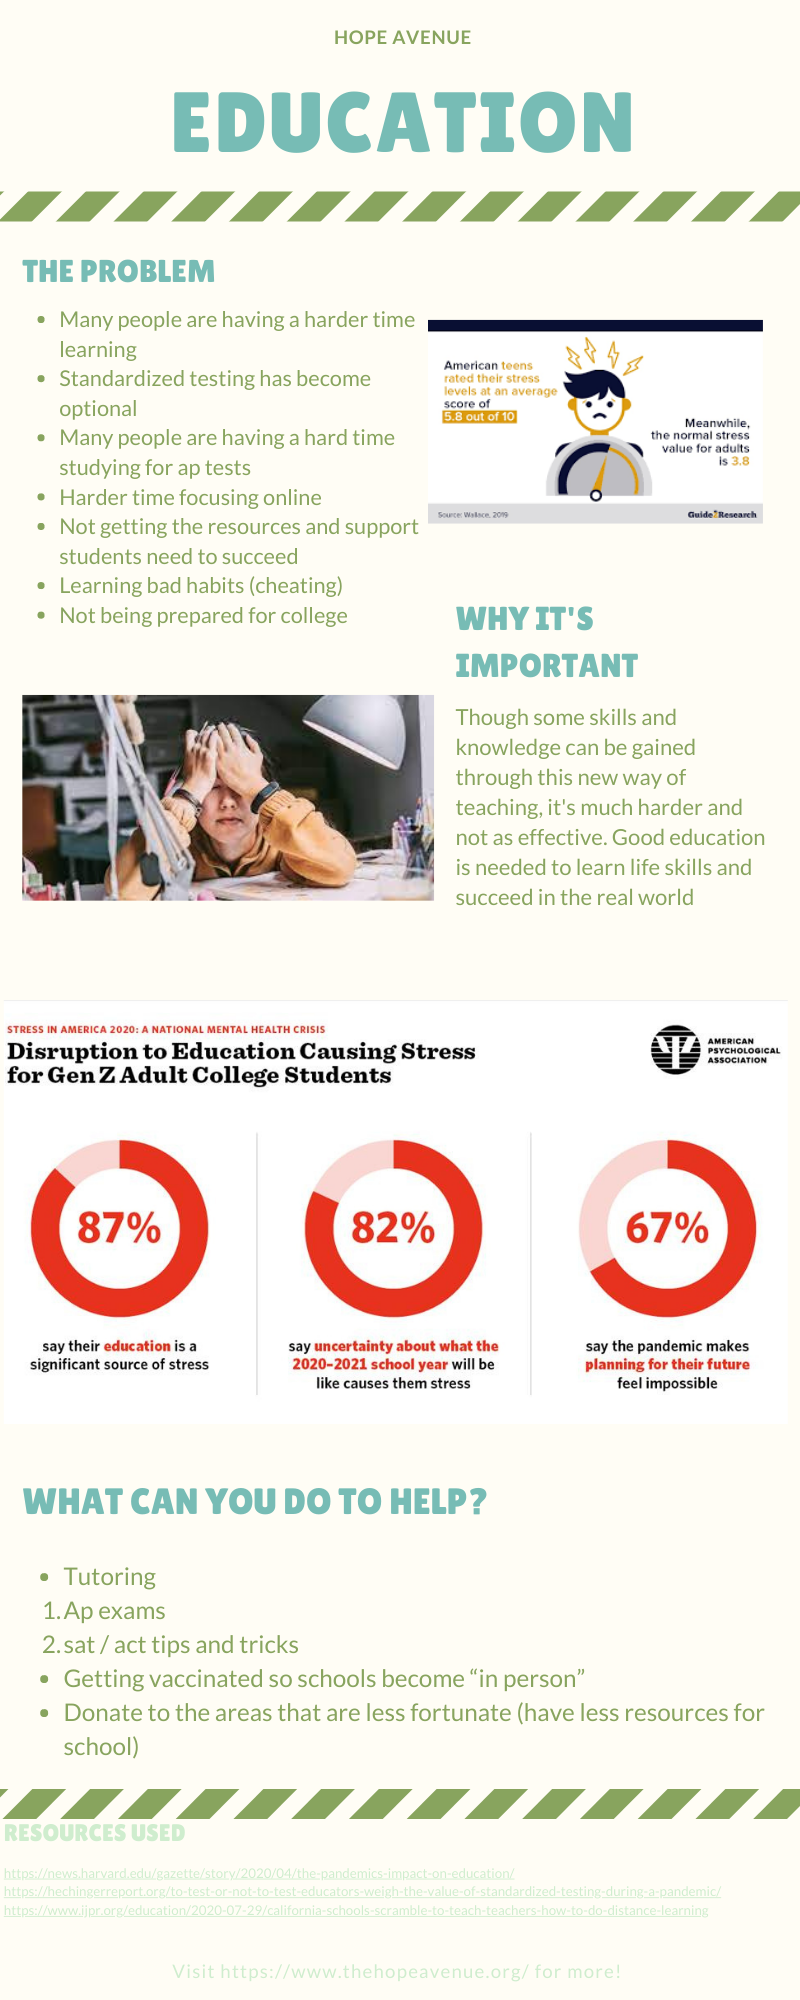 HOPE AVENUE
EDUCATION
THE PROBLEM
• Many people are having a harder time
learning
• Standardized testing has become
optional
• Many people are having a hard time
studying for ap tests
• Harder time focusing online
• Not getting the resources and support
students need to succeed
• Learning bad habits (cheating)
• Not being prepared for college
American teens
rated their stress
levels at an average
score of
5.8 out of 10
Meanwhile,
the normal stress
value for adults
is 3.8
Source: Wallace, 2019
Guide2Research
WHY IT'S
IMPORTANT
Though some skills and
knowledge can be gained
through this new way of
teaching, it's much harder and
not as effective. Good education
is needed to learn life skills and
succeed in the real world
STRESS IN AMERICA 2020: A NATIONAL MENTAL HEALTH CRISIS
Disruption to Education Causing Stress
for Gen Z Adult College Students
AMERICAN
PSYCHOLOGICAL
ASSOCIATION
87%
say their education is a
significant source of stress
82%
say uncertainty about what the
2020–2021 school year will be
like causes them stress
67%
say the pandemic makes
planning for their future
feel impossible
WHAT CAN YOU DO TO HELP?
• Tutoring
1. Ap exams
2. sat / act tips and tricks
• Getting vaccinated so schools become “in person”
• Donate to the areas that are less fortunate (have less resources for
school)
RESOURCES USED
https://news.harvard.edu/gazette/story/2020/04/the-pandemics-impact-on-education/
https://hechingerreport.org/to-test-or-not-to-test-educators-weigh-the-value-of-standardized-testing-during-a-pandemic/
https://www.ijpr.org/education/2020-07-29/california-schools-scramble-to-teach-teachers-how-to-do-distance-learning
Visit https://www.thehopeavenue.org/ for more!